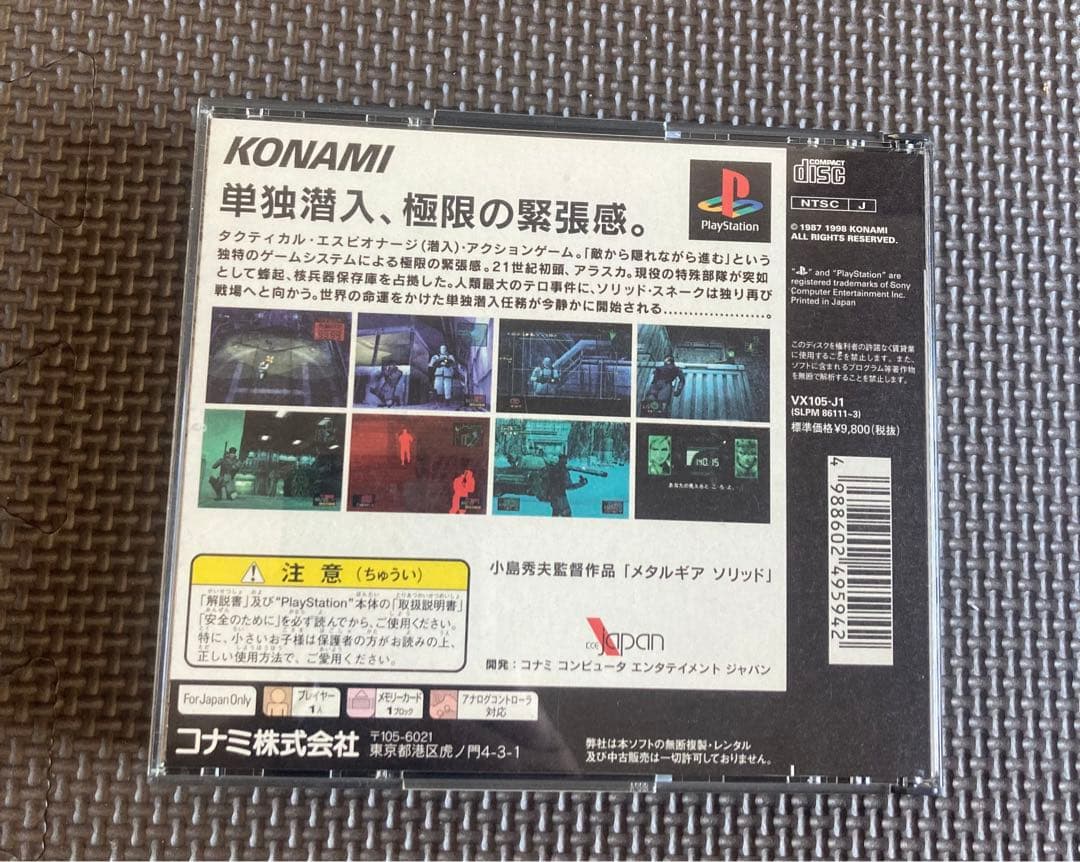 KONAMI
単独潜入、極限の緊張感。
PlayStation
タクティカル・エスピオナージ(潜入)・アクションゲーム。「敵から隠れながら進む」という
独特のゲームシステムによる極限の緊張感。21世紀初頭、アラスカ。現役の特殊部隊が突如
として蜂起、核兵器保存庫を占拠した。人類最大のテロ事件に、ソリッド・スネークは独り再び
戦場へと向かう。世界の命運をかけた単独潜入任務が今静かに開始される....................。
140.15
小島秀夫監督作品「メタルギア ソリッド」
注 意 (ちゅうい)
「解説書」及び"PlayStation"本体の「取扱説明書」
「安全のために」を必ず読んでから、ご使用ください。
特に、小さいお子様は保護者の方がお読みの上、
正しい使用方法で、ご愛用ください。
Japan
開発:コナミ コンピュータ エンタテイメント ジャパン
For Japan Only
プレイヤー
1人
メモリーカード
1ブロック
アナログコントローラ
対応
コナミ株式会社
〒105-6021
東京都港区虎ノ門4-3-1
弊社は本ソフトの無断複製・レンタル
及び中古販売は一切許可しておりません。
COMPACT
disc
NTSC J
© 1987 1998 KONAMI
ALL RIGHTS RESERVED.
" " and "PlayStation" are
registered trademarks of Sony
Computer Entertainment Inc.
Printed in Japan
このディスクを権利者の許諾なく賃貸業
に使用することを禁止します。また、
ソフトに含まれるプログラム等著作物
を無断で解析することを禁止します。
VX105-J1
(SLPM 86111~3)
標準価格¥9,800(税抜)
4 988602 495942